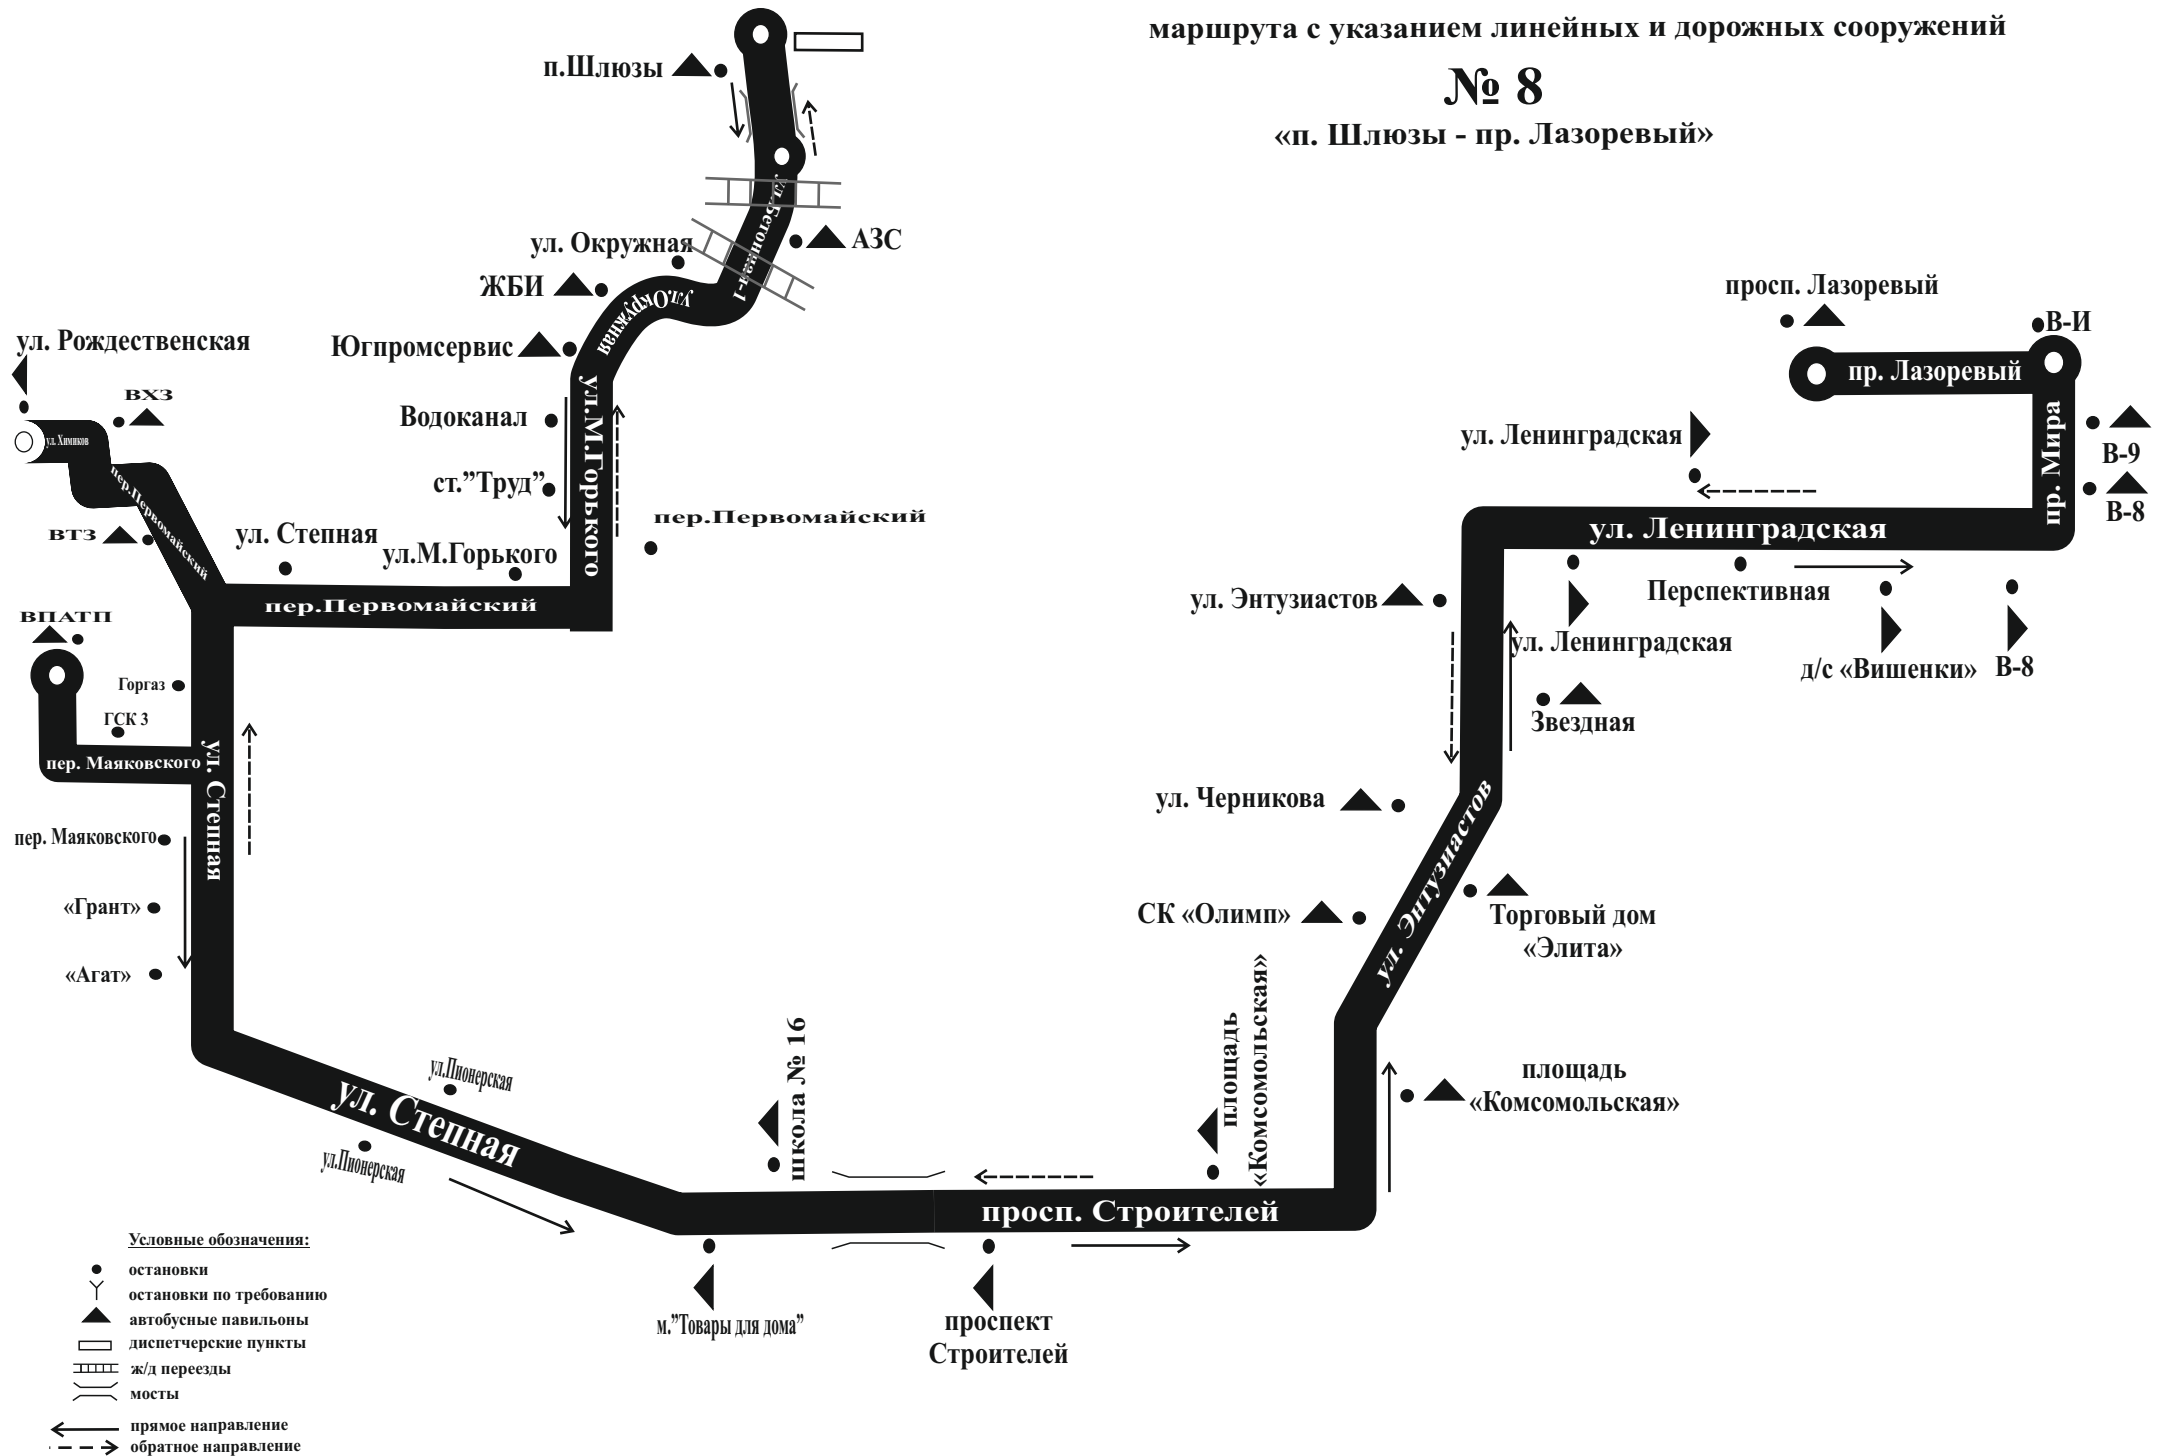 маршрута с указанием линейных и дорожных сооружений
№ 8
«п. Шлюзы - пр. Лазоревый»
п.Шлюзы
ул.Бетонная-1
АЗС
ул. Окружная
ЖБИ
ул.Окружная
Югпромсервис
Водоканал
ул.М.Горького
ст."Труд"
пер.Первомайский
ул. Рождественская
ВХЗ
ул. Химиков
пер.Первомайский
ВТЗ
ул. Степная
ул.М.Горького
пер.Первомайский
ВПАТП
Горгаз
ГСК 3
пер. Маяковского
ул. Степная
пер. Маяковского
«Грант»
«Агат»
ул.Пионерская
ул. Степная
ул.Пионерская
школа № 16
м."Товары для дома"
просп. Строителей
проспект
Строителей
площадь
«Комсомольская»
площадь
«Комсомольская»
СК «Олимп»
ул. Энтузиастов
Торговый дом
«Элита»
ул. Черникова
Звездная
ул. Энтузиастов
ул. Ленинградская
ул. Ленинградская
ул. Ленинградская
Перспективная
д/с «Вишенки»
В-8
просп. Лазоревый
В-И
пр. Лазоревый
пр. Мира
В-9
В-8
Условные обозначения:
остановки
остановки по требованию
автобусные павильоны
диспетчерские пункты
ж/д переезды
мосты
прямое направление
обратное направление